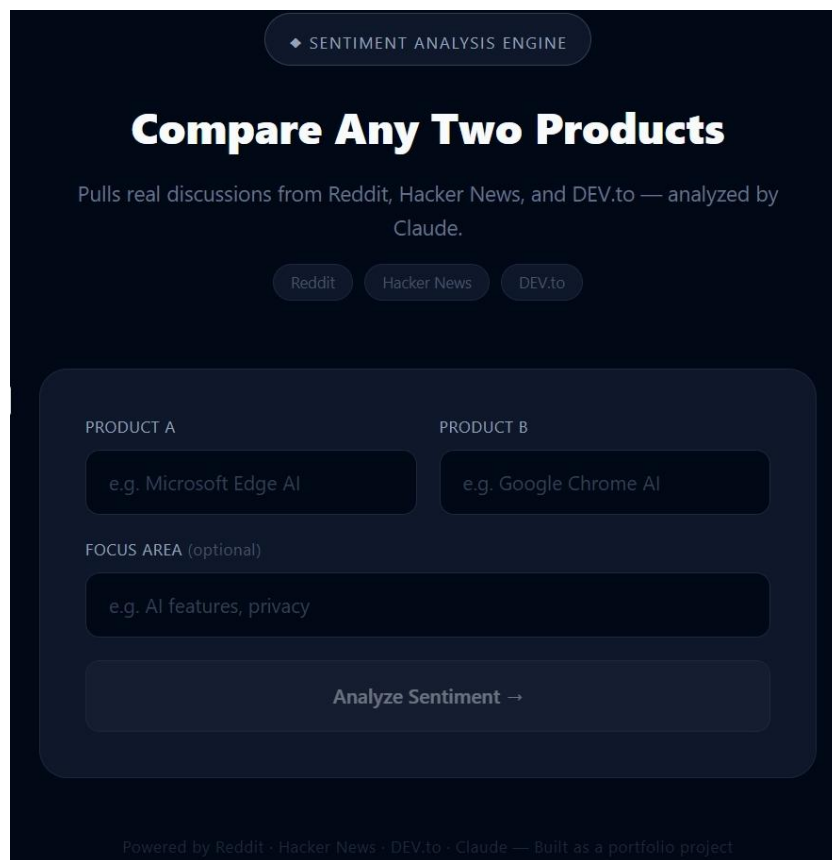 ◆ SENTIMENT ANALYSIS ENGINE
Compare Any Two Products
Pulls real discussions from Reddit, Hacker News, and DEV.to — analyzed by
Claude.
Reddit Hacker News DEV.to
PRODUCT A PRODUCT B
e.g. Microsoft Edge AI e.g. Google Chrome AI
FOCUS AREA (optional)
e.g. AI features, privacy
Analyze Sentiment →
Powered by Reddit · Hacker News · DEV.to · Claude — Built as a portfolio project